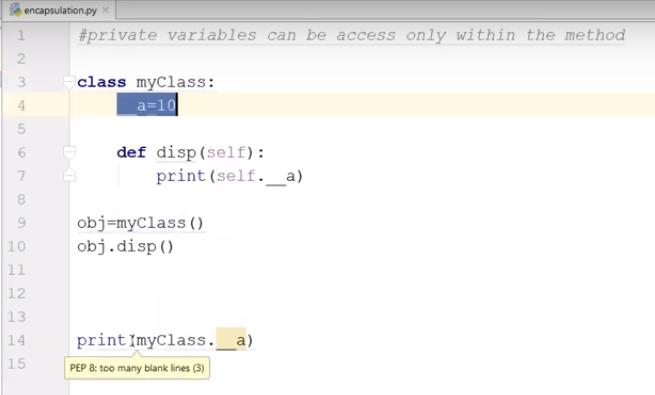 encapsulation.py ×
1 #private variables can be access only within the method
2
3 class myClass:
4 __a=10
5
6 def disp(self):
7 print(self.__a)
8
9 obj=myClass()
10 obj.disp()
11
12
13
14 print(myClass.__a)
PEP 8: too many blank lines (3)
15